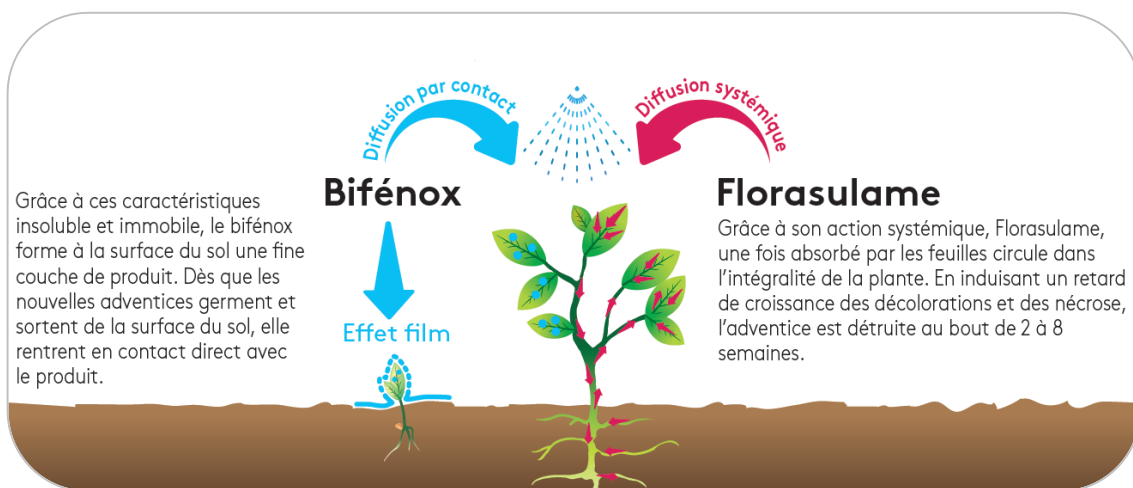 Diffusion par contact
Diffusion systémique
Bifénox
Grâce à ces caractéristiques
insoluble et immobile, le bifénox
forme à la surface du sol une fine
couche de produit. Dès que les
nouvelles adventices germent et
sortent de la surface du sol, elle
rentrent en contact direct avec
le produit.
Effet film
Florasulame
Grâce à son action systémique, Florasulame,
une fois absorbé par les feuilles circule dans
l'intégralité de la plante. En induisant un retard
de croissance des décolorations et des nécrose,
l'adventice est détruite au bout de 2 à 8
semaines.